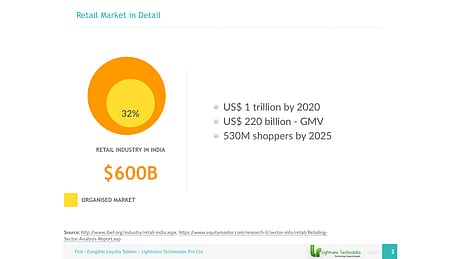 Retail Market in Detail
32%
US$ 1 trillion by 2020
US$ 220 billion - GMV
530M shoppers by 2025
RETAIL INDUSTRY IN INDIA
$600B
ORGANISED MARKET
Source: http://www.ibef.org/industry/retail-india.aspx, https://www.equitymaster.com/research-it/sector-info/retail/Retailing-
Sector-Analysis-Report.asp
Fist - Fungible Loyalty Tokens :: Lightrains Technolabs Pvt Ltd
Lightrains Technolabs
3